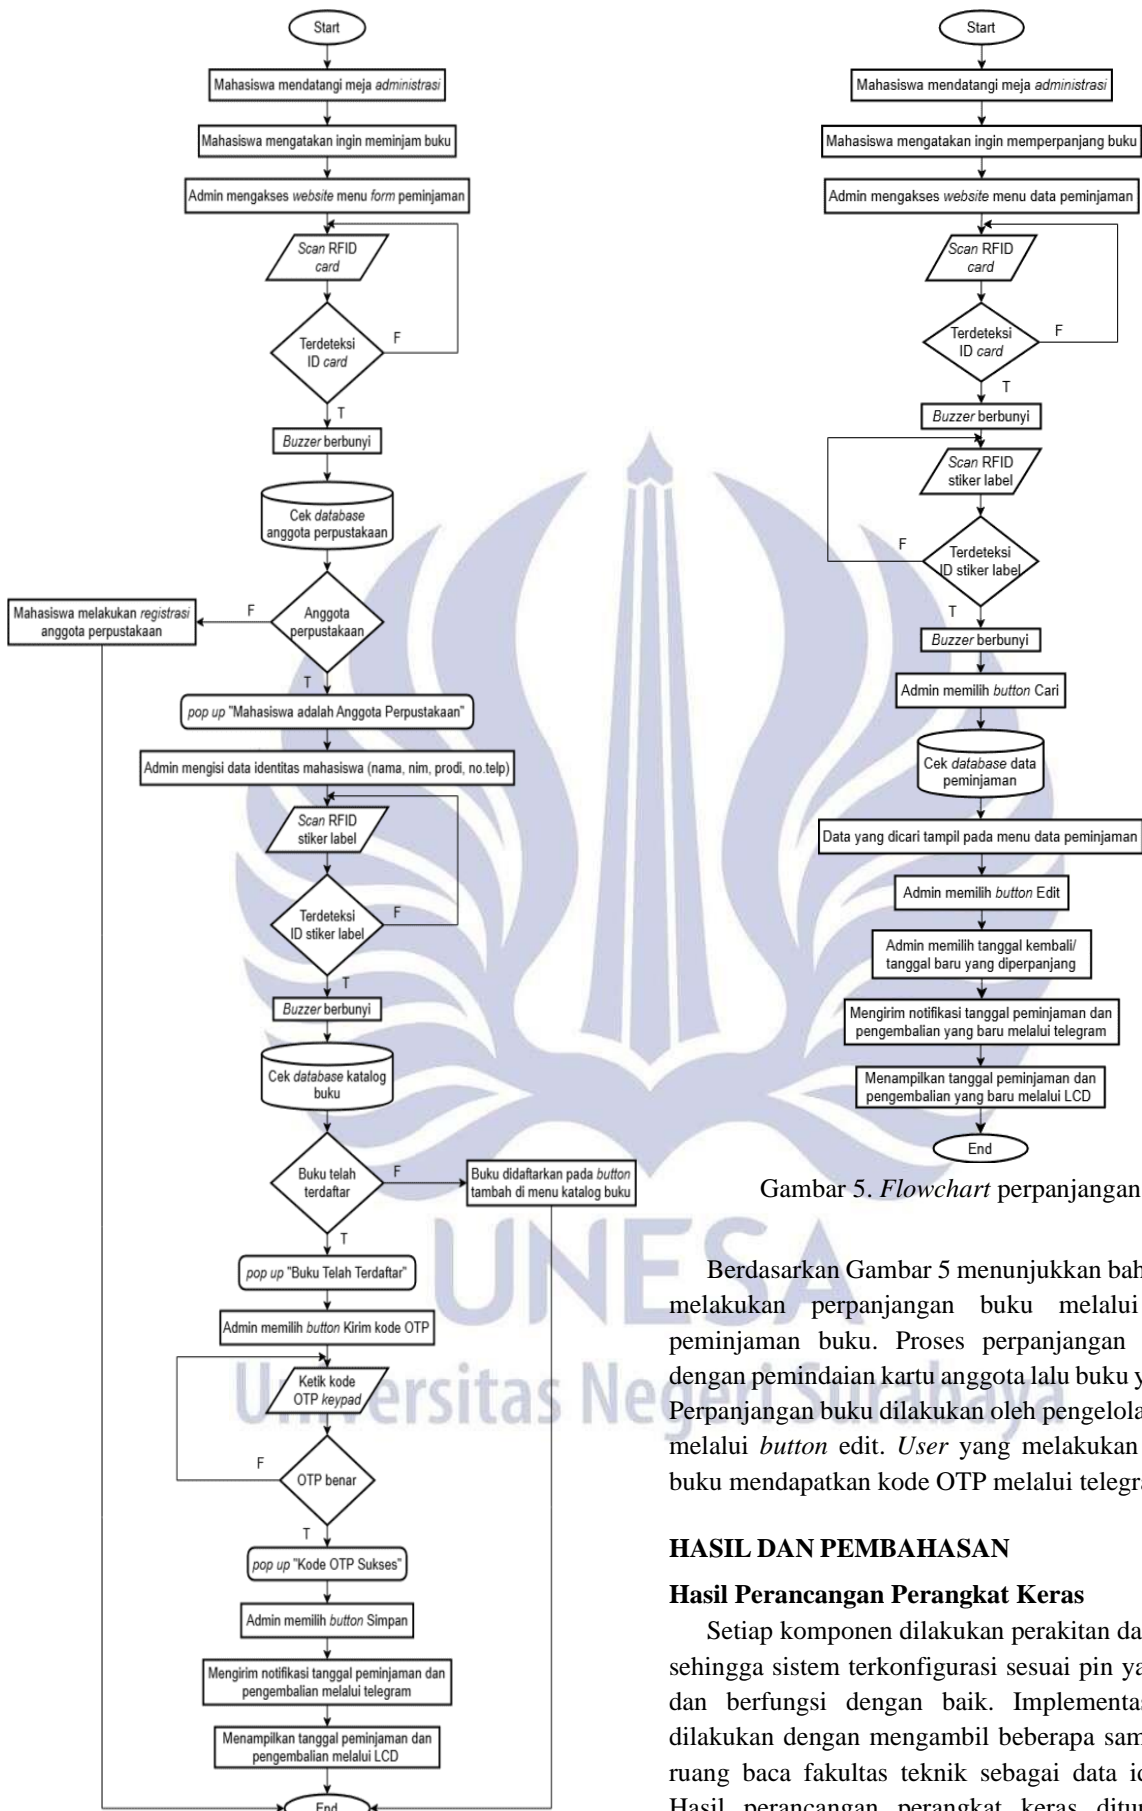 Start
Mahasiswa mendatangi meja administrasi
Mahasiswa mengatakan ingin meminjam buku
Admin mengakses website menu form peminjaman
Scan RFID
card
Terdeteksi
ID card
F
T
Buzzer berbunyi
Cek database
anggota perpustakaan
Anggota
perpustakaan
F
Mahasiswa melakukan registrasi
anggota perpustakaan
T
pop up "Mahasiswa adalah Anggota Perpustakaan"
Admin mengisi data identitas mahasiswa (nama, nim, prodi, no.telp)
Scan RFID
stiker label
Terdeteksi
ID stiker label
F
T
Buzzer berbunyi
Cek database katalog
buku
Buku telah
terdaftar
F
Buku didaftarkan pada button
tambah di menu katalog buku
T
pop up "Buku Telah Terdaftar"
Admin memilih button Kirim kode OTP
Ketik kode
OTP keypad
F
OTP benar
T
pop up "Kode OTP Sukses"
Admin memilih button Simpan
Mengirim notifikasi tanggal peminjaman dan
pengembalian melalui telegram
Menampilkan tanggal peminjaman dan
pengembalian melalui LCD
End
Start
Mahasiswa mendatangi meja administrasi
Mahasiswa mengatakan ingin memperpanjang buku
Admin mengakses website menu data peminjaman
Scan RFID
card
Terdeteksi
ID card
F
T
Buzzer berbunyi
Scan RFID
stiker label
F
Terdeteksi
ID stiker label
T
Buzzer berbunyi
Admin memilih button Cari
Cek database data
peminjaman
Data yang dicari tampil pada menu data peminjaman
Admin memilih button Edit
Admin memilih tanggal kembali/
tanggal baru yang diperpanjang
Mengirim notifikasi tanggal peminjaman dan
pengembalian yang baru melalui telegram
Menampilkan tanggal peminjaman dan
pengembalian yang baru melalui LCD
End
Gambar 5. Flowchart perpanjangan
UNESA
Universitas Negeri Surabaya
Berdasarkan Gambar 5 menunjukkan bah
melakukan perpanjangan buku melalui
peminjaman buku. Proses perpanjangan
dengan pemindaian kartu anggota lalu buku y
Perpanjangan buku dilakukan oleh pengelola
melalui button edit. User yang melakukan
buku mendapatkan kode OTP melalui telegr
HASIL DAN PEMBAHASAN
Hasil Perancangan Perangkat Keras
Setiap komponen dilakukan perakitan da
sehingga sistem terkonfigurasi sesuai pin ya
dan berfungsi dengan baik. Implementas
dilakukan dengan mengambil beberapa sam
ruang baca fakultas teknik sebagai data id
Hasil perancangan perangkat keras ditu